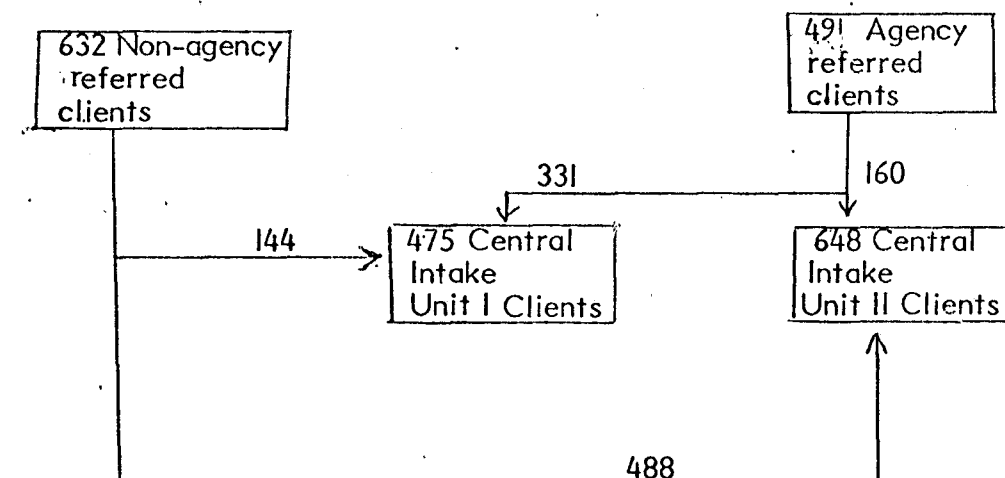 632 Non-agency
referred
clients
491 Agency
referred
clients
331
160
144
475 Central
Intake
Unit I Clients
648 Central
Intake
Unit II Clients
488